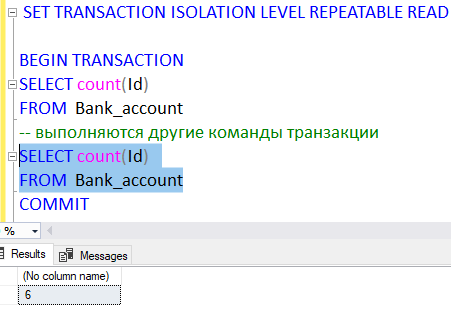 SET TRANSACTION ISOLATION LEVEL REPEATABLE READ
BEGIN TRANSACTION
SELECT count(Id)
FROM Bank_account
-- выполняются другие команды транзакции
SELECT count(Id)
FROM Bank_account
COMMIT
%
Results Messages
(No column name)
6